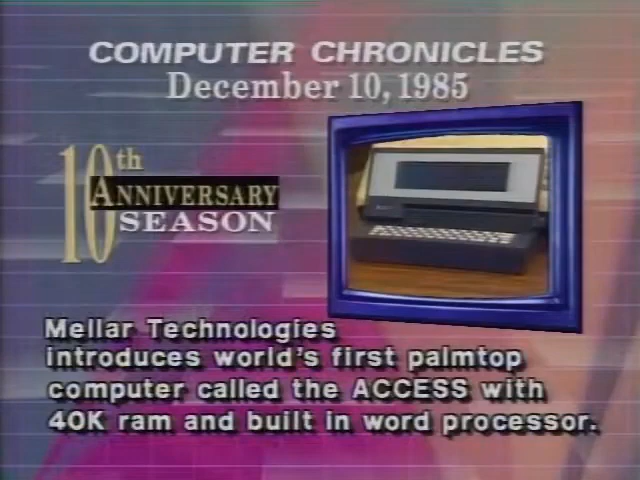 COMPUTER CHRONICLES
December 10, 1985
10th
ANNIVERSARY
SEASON
Mellar Technologies
introduces world's first palmtop
computer called the ACCESS with
40K ram and built in word processor.